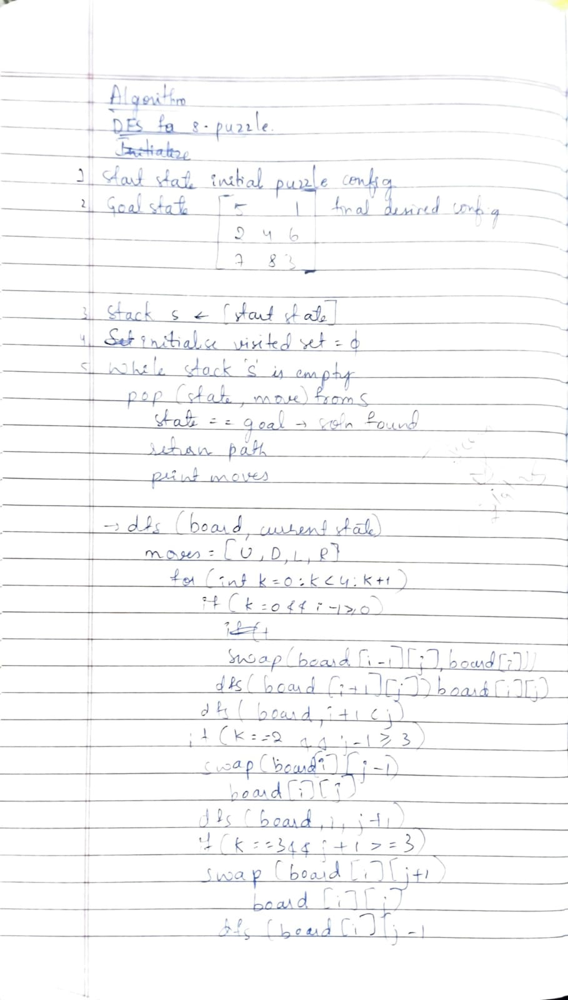 Algorithm
DFS for 8-puzzle.
Initialize
1 Start state initial puzzle config
2 Goal state [5 1] final desired config
2 4 6
7 8 3
3 Stack s ← [start state]
4 Set initialise visited set = ϕ
5 While stack 's' is empty
pop (state, move) from s
state == goal → soln found
return path
print moves
→ dfs (board, current state)
moves = [U, D, L, R]
for (int k=0; k<4; k+1)
if (k=0 && i-1≥0)
if (
swap(board[i-1][j], board[i]))
dfs(board[i+1][j]) board[i][j]
dfs(board, i+1 < j)
if (k==2 && j-1≥3)
swap(board[i][j-1)
board[i][j]
dfs(board, i, j+1)
if (k==3&& j+1>=3)
swap(board[i][j+1)
board[i][j]
dfs(board[i][j-1